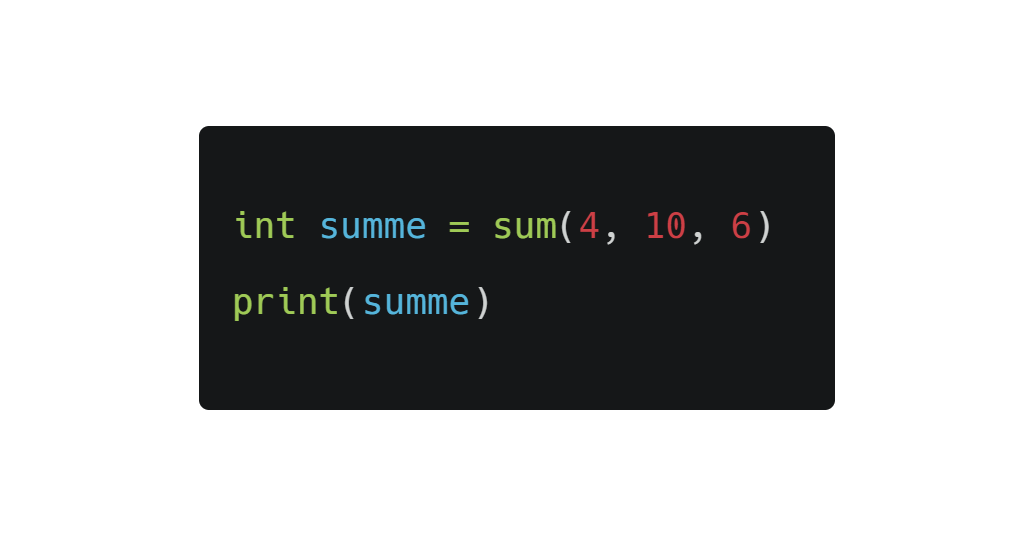 int summe = sum(4, 10, 6)
print(summe)